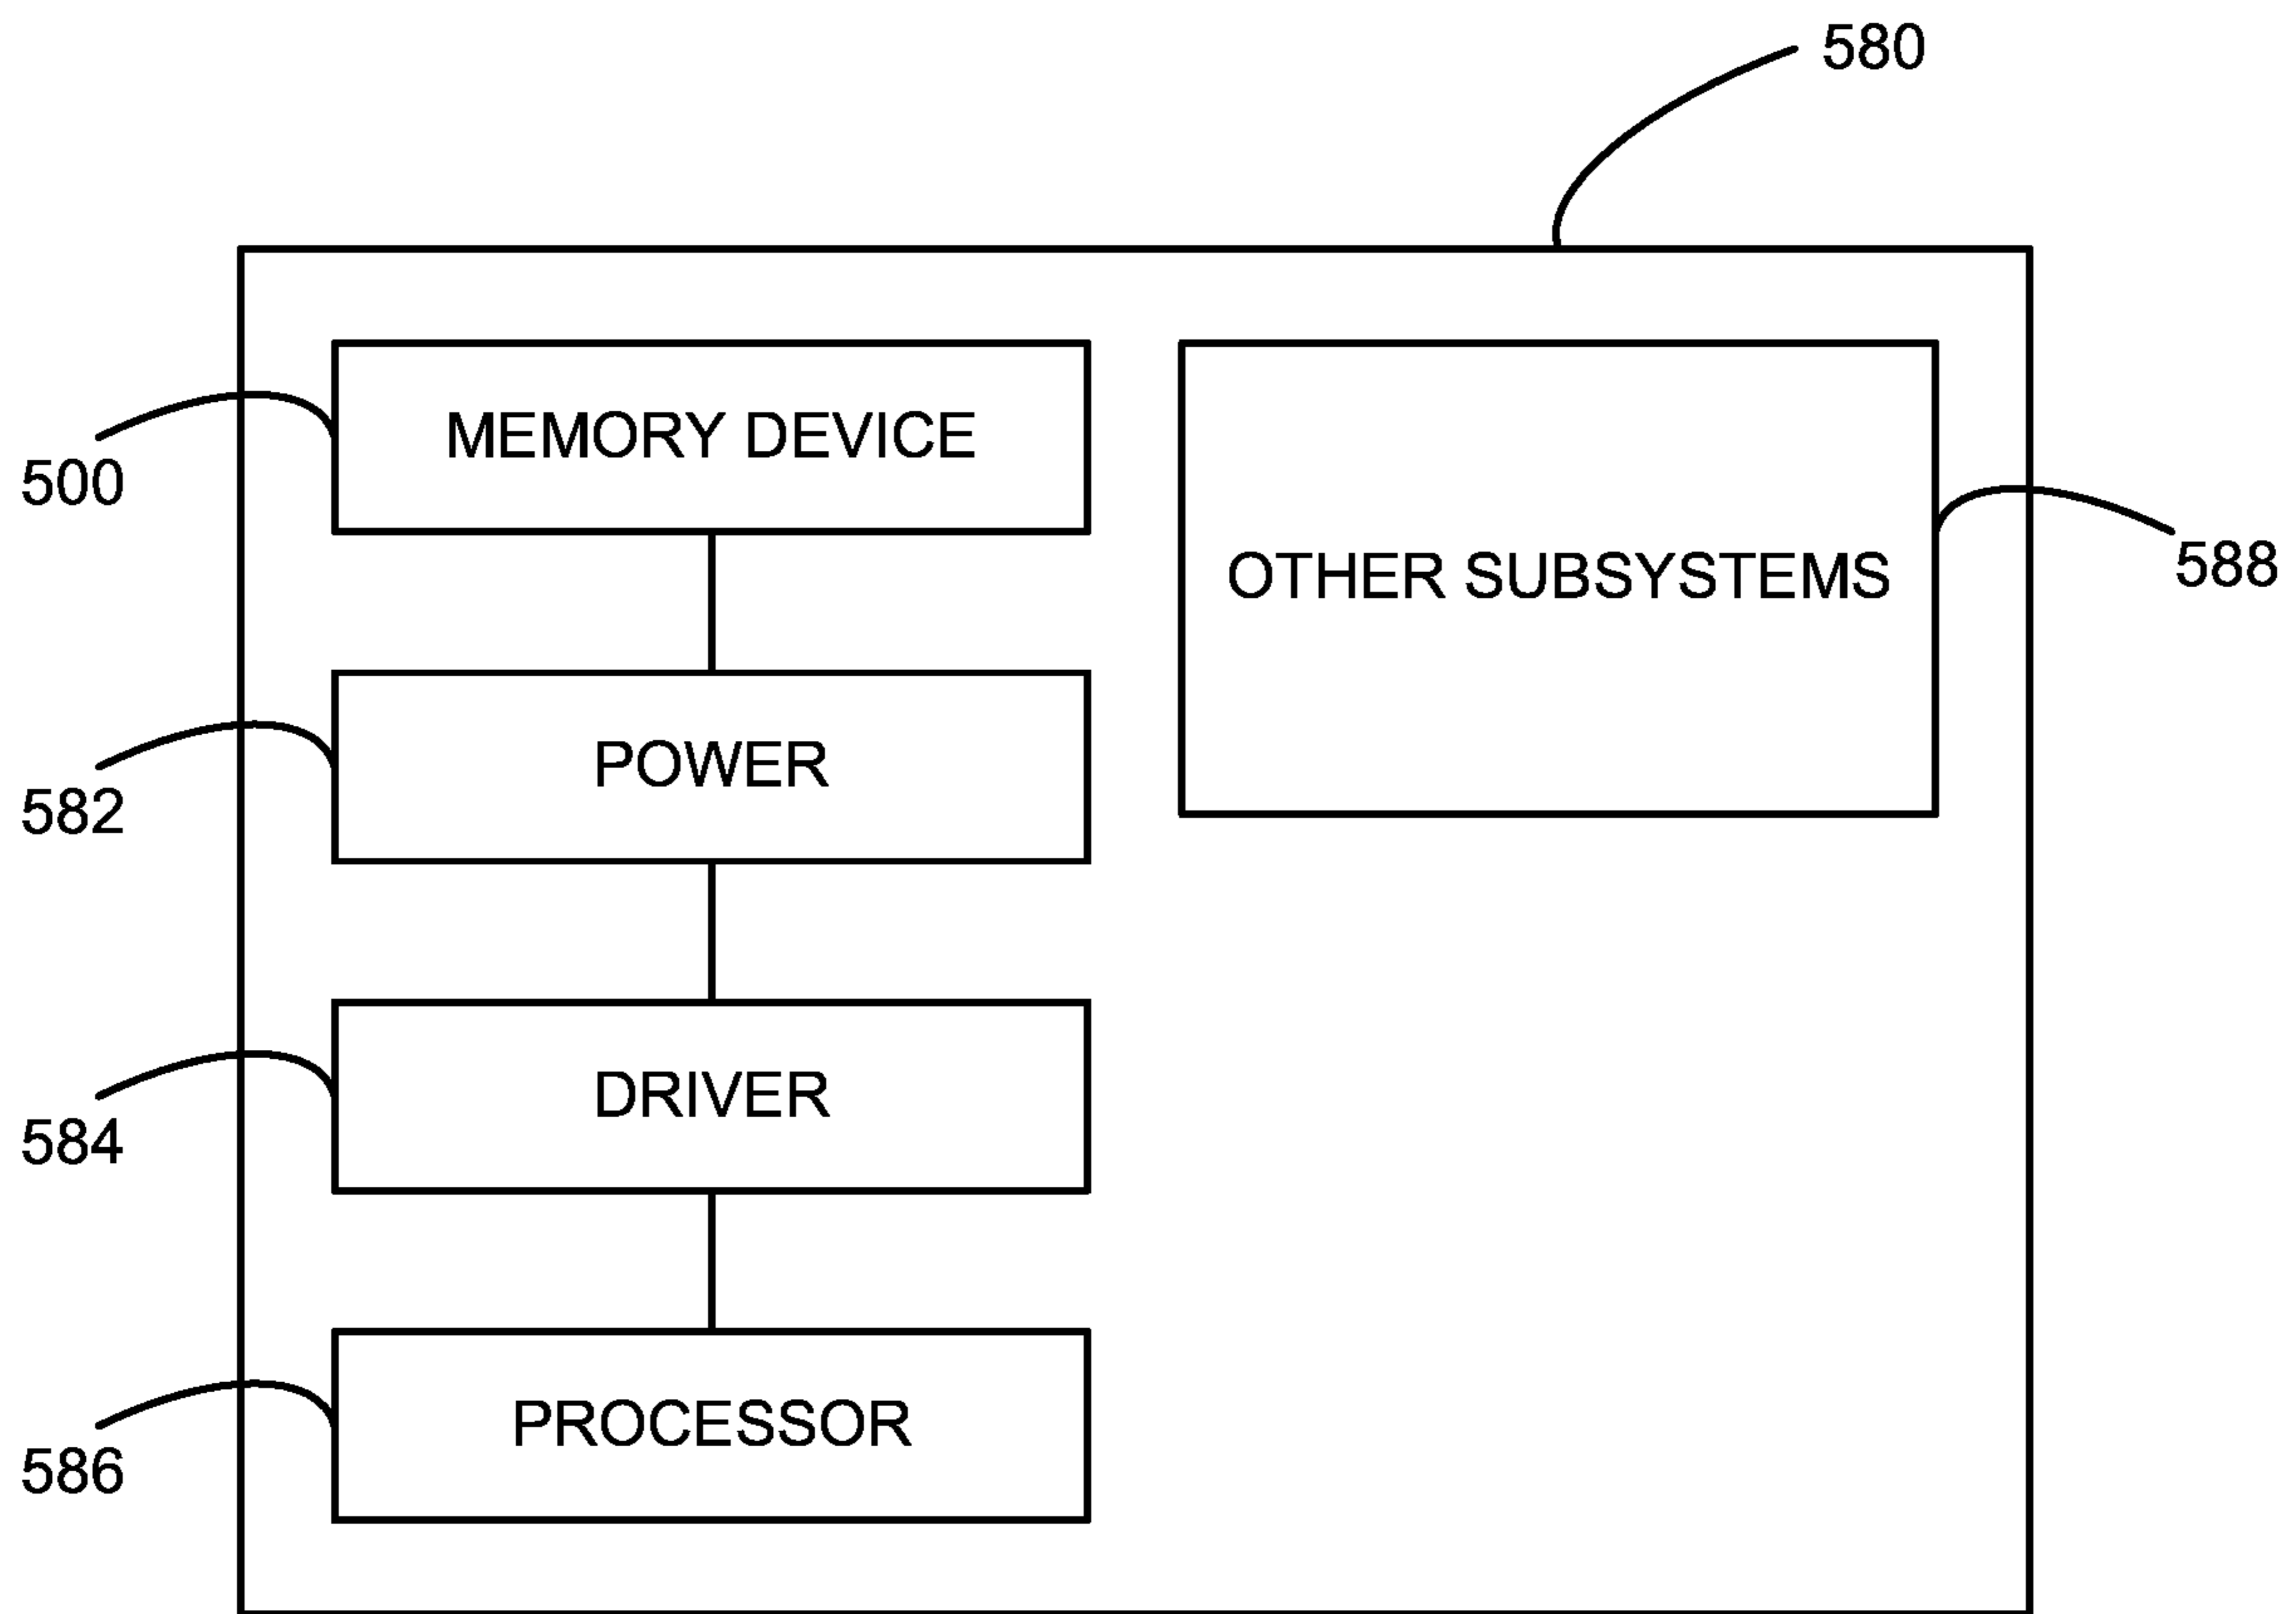 580
MEMORY DEVICE
500
OTHER SUBSYSTEMS
588
POWER
582
DRIVER
584
PROCESSOR
586